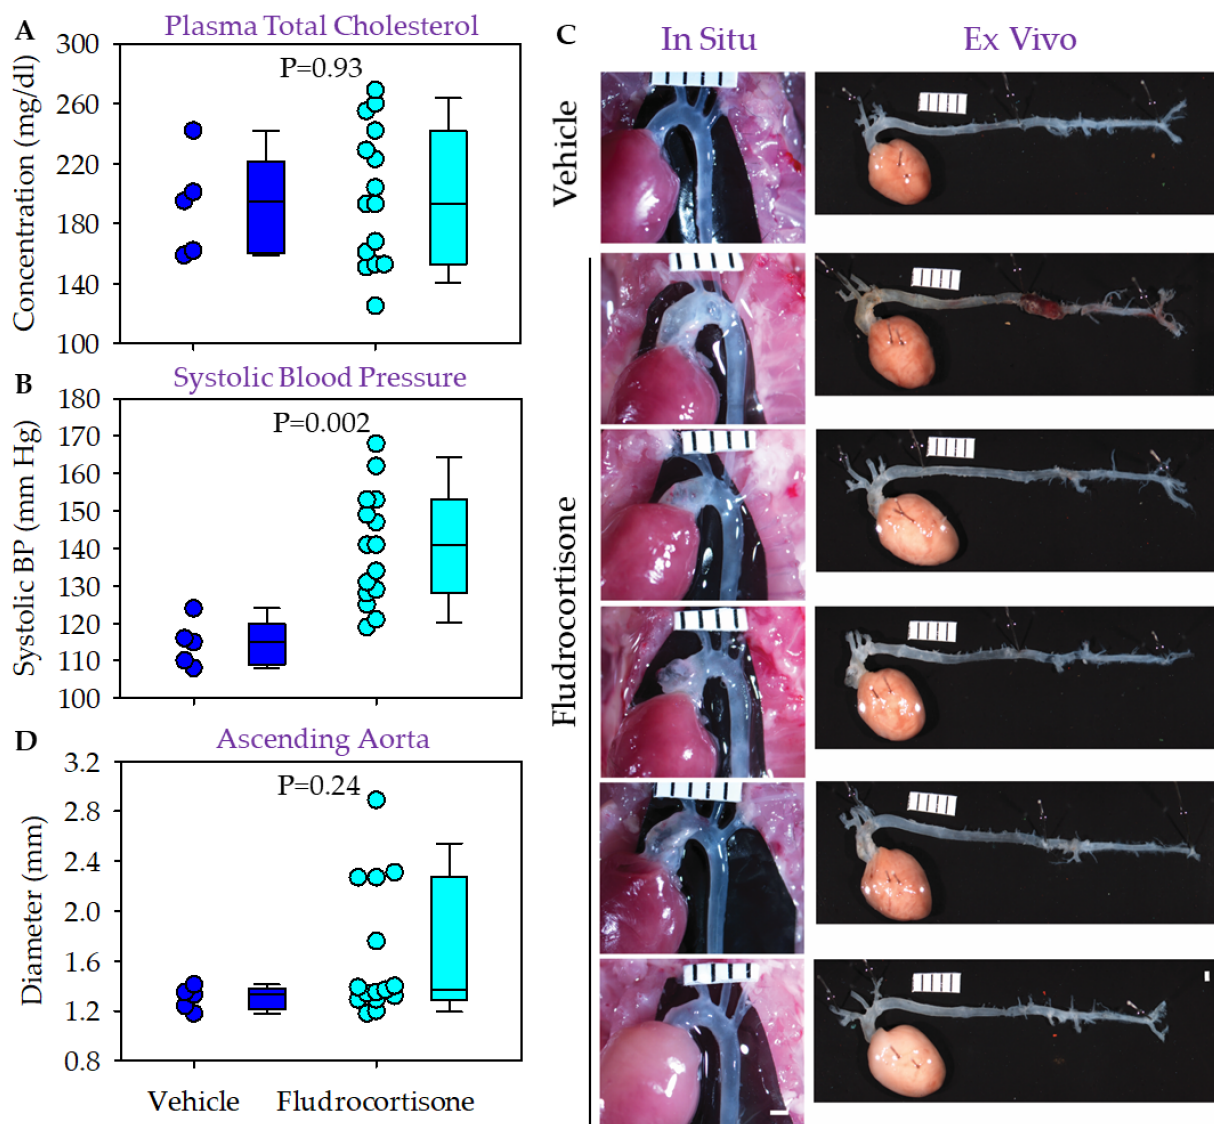 A
Plasma Total Cholesterol
Concentration (mg/dl)
300
260
220
180
140
100
P=0.93
B
Systolic Blood Pressure
Systolic BP (mm Hg)
180
170
160
150
140
130
120
110
100
P=0.002
D
Ascending Aorta
Diameter (mm)
3.2
2.8
2.4
2.0
1.6
1.2
0.8
P=0.24
Vehicle
Fludrocortisone
C
In Situ
Ex Vivo
Vehicle
Fludrocortisone